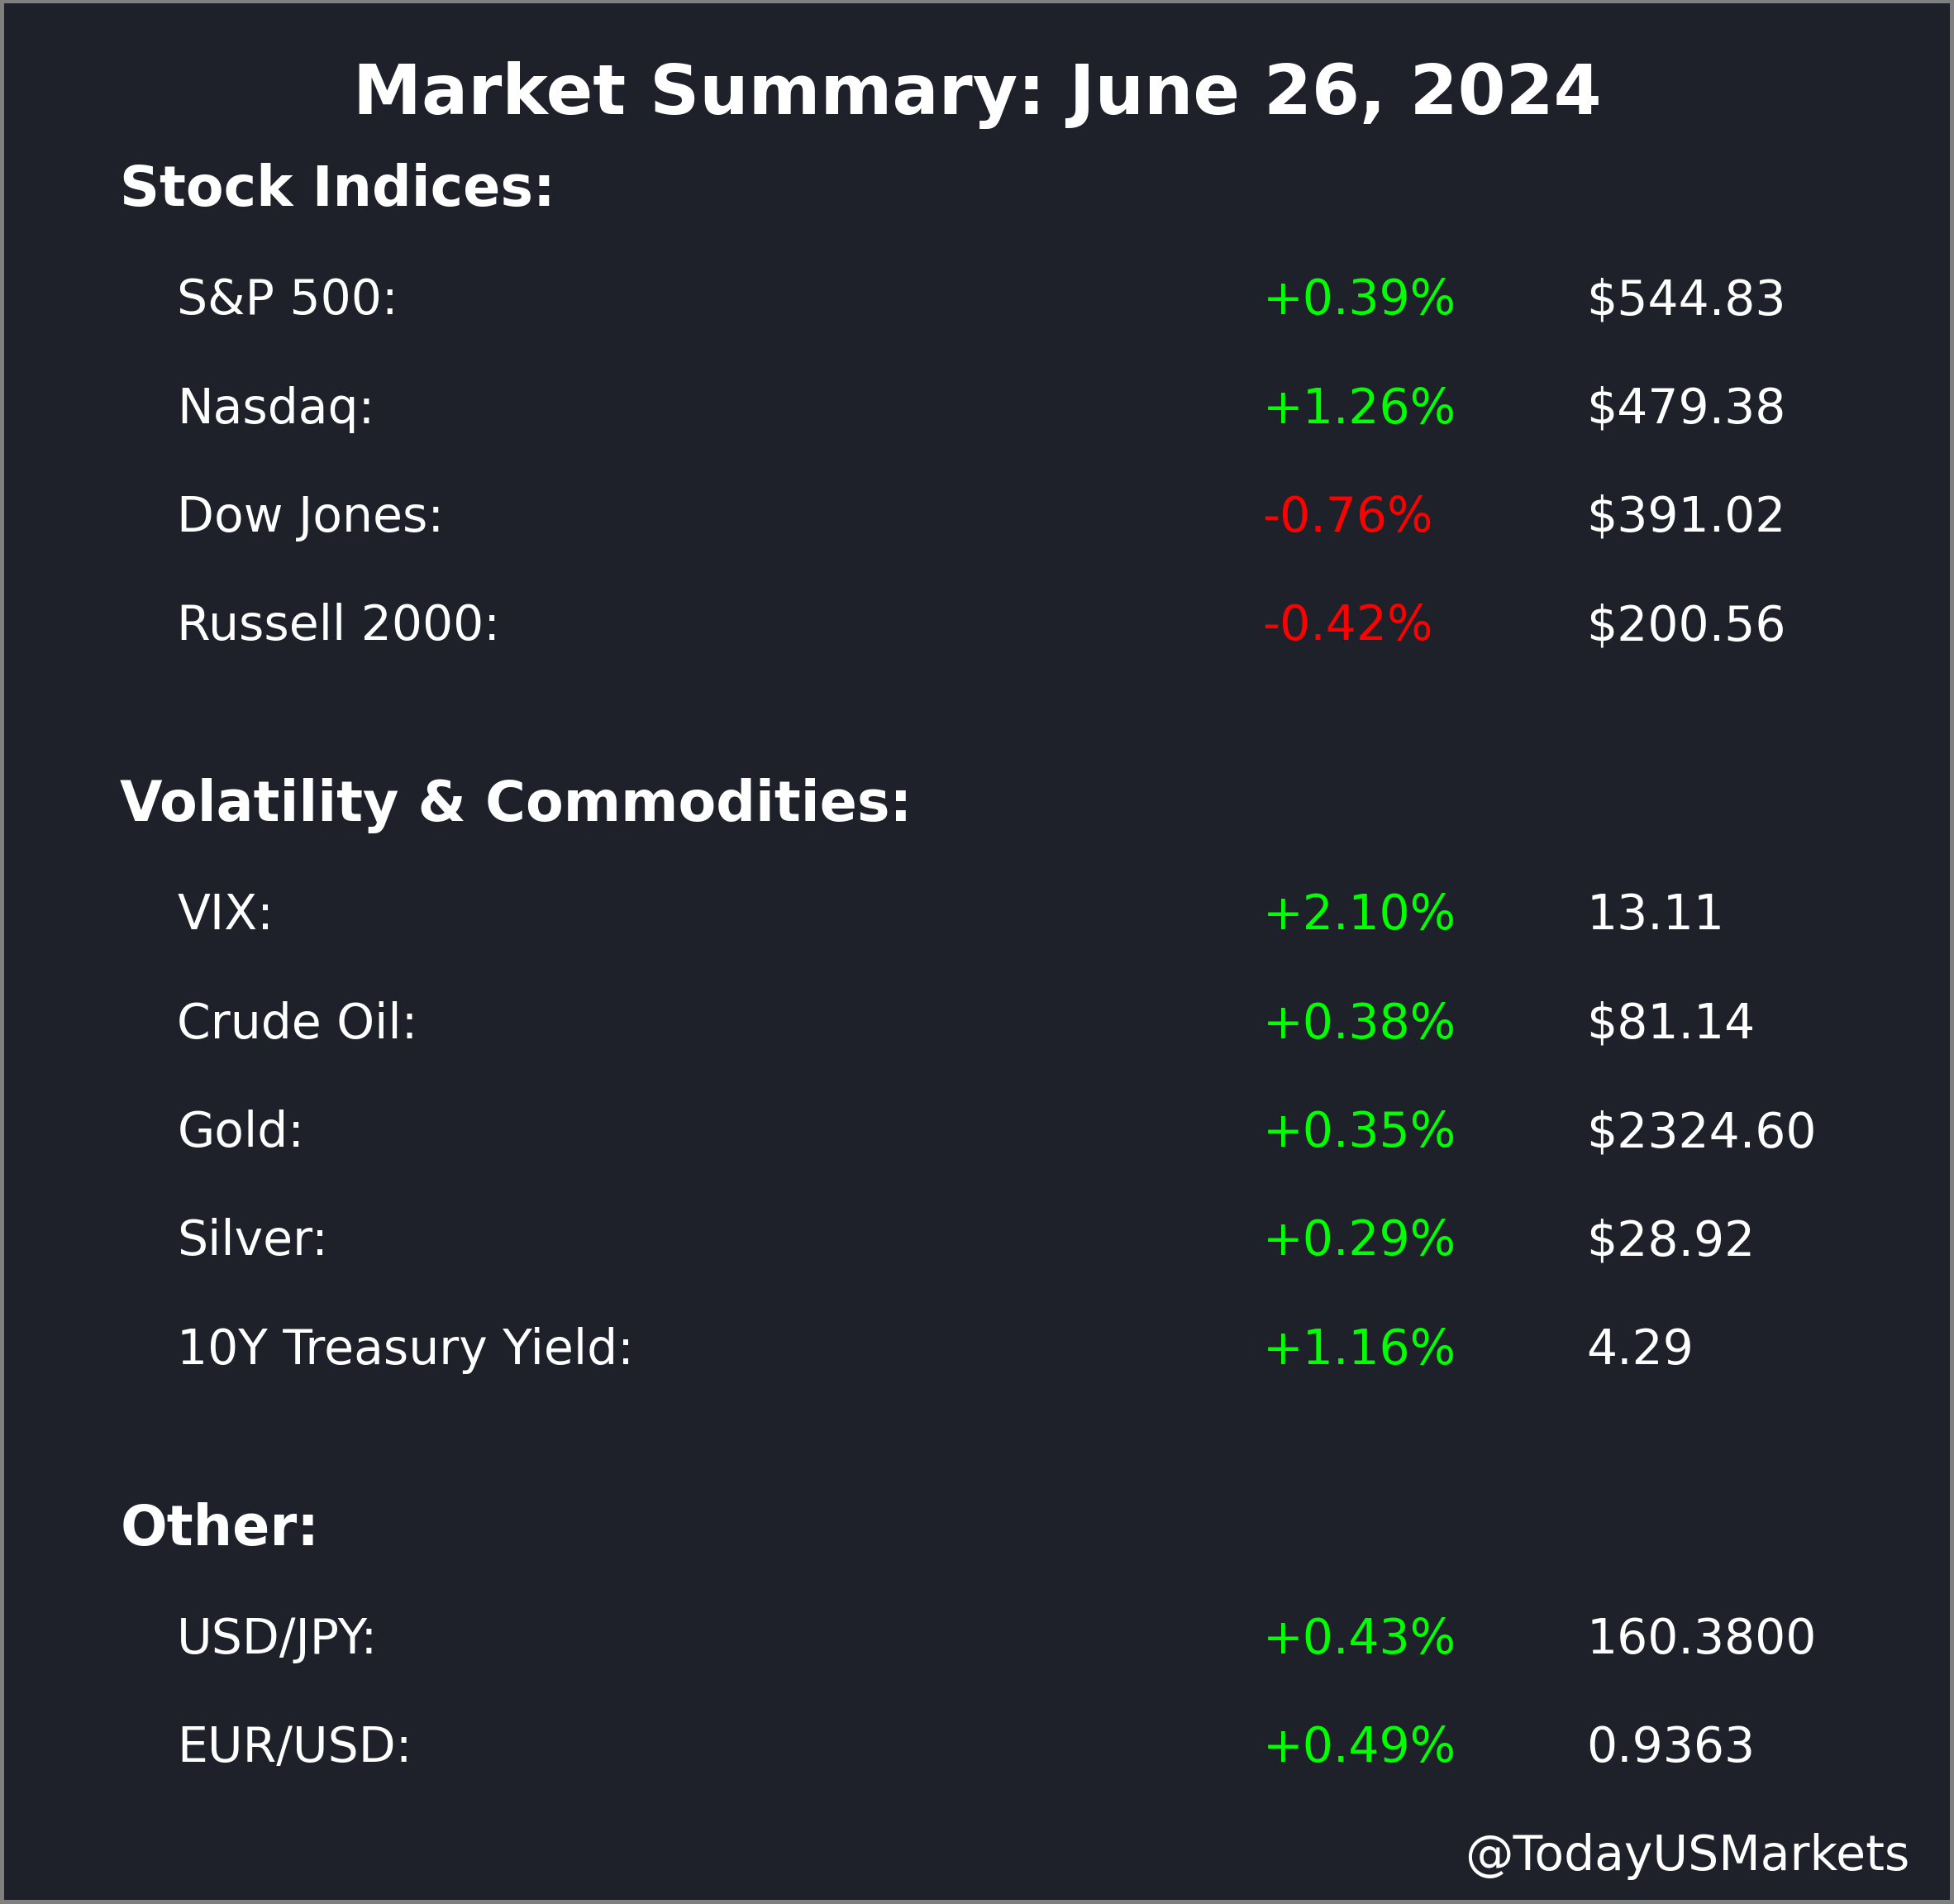 Market Summary: June 26, 2024
Stock Indices:
S&P 500: +0.39% $544.83
Nasdaq: +1.26% $479.38
Dow Jones: -0.76% $391.02
Russell 2000: -0.42% $200.56
Volatility & Commodities:
VIX: +2.10% 13.11
Crude Oil: +0.38% $81.14
Gold: +0.35% $2324.60
Silver: +0.29% $28.92
10Y Treasury Yield: +1.16% 4.29
Other:
USD/JPY: +0.43% 160.3800
EUR/USD: +0.49% 0.9363
@TodayUSMarkets